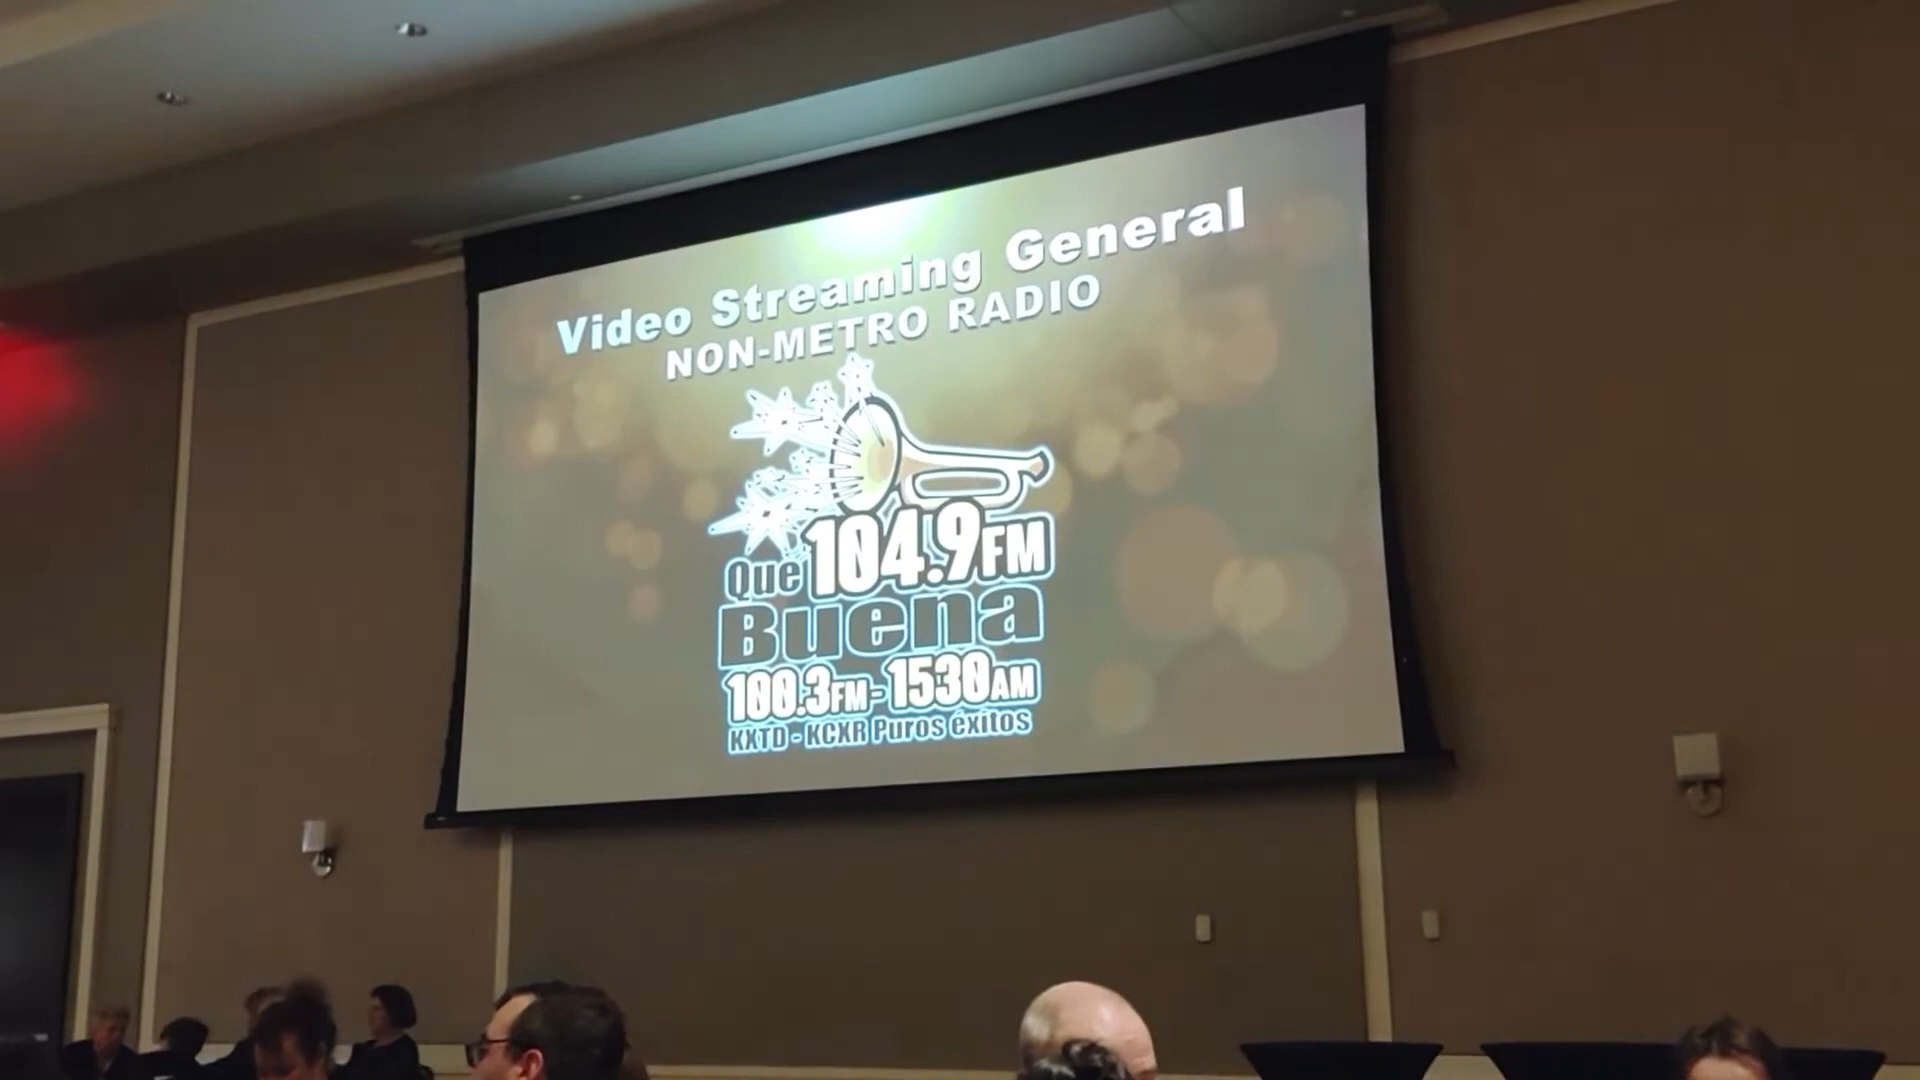 Video Streaming General
NON-METRO RADIO
Que 104.9FM
Buena
100.3FM-1530AM
KXTD - KCXR Puros éxitos